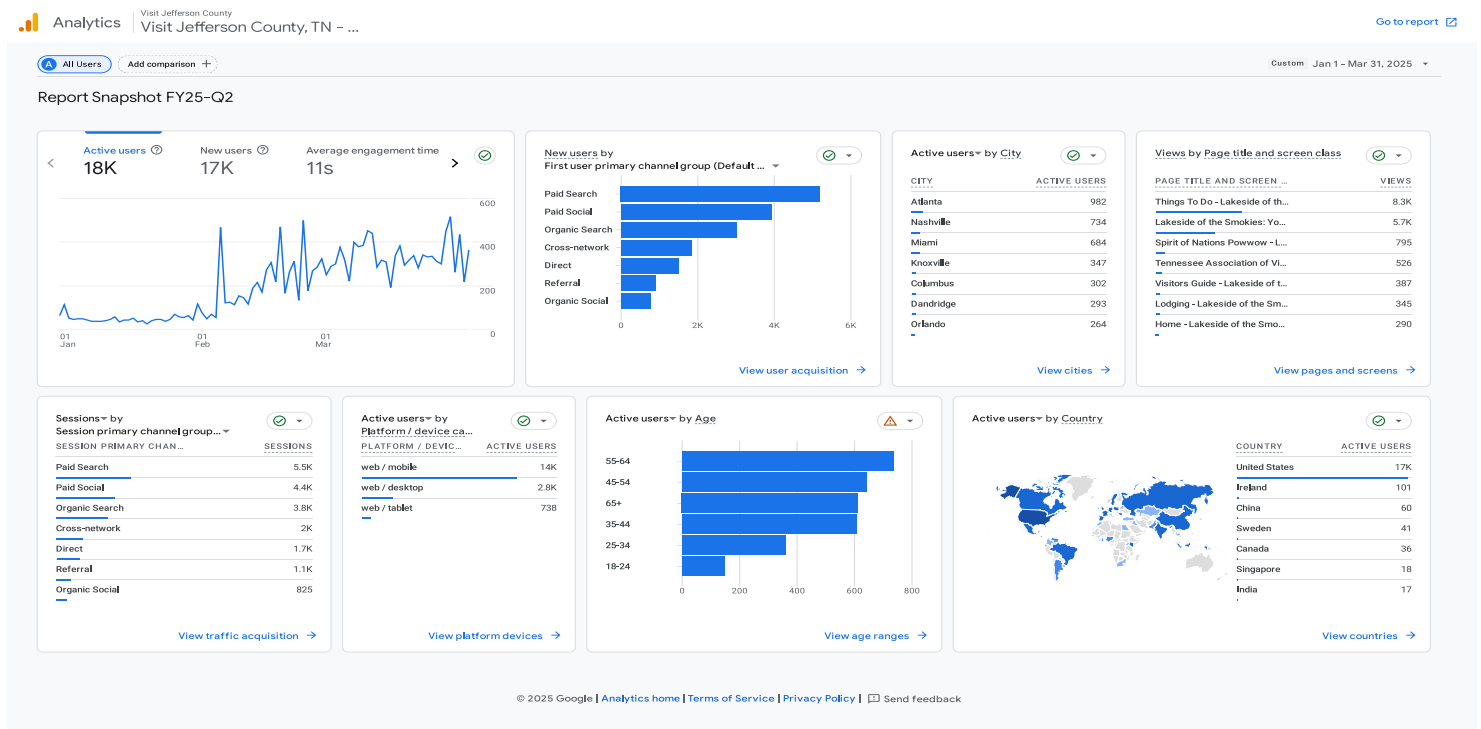 Analytics
Visit Jefferson County
Visit Jefferson County, TN – ...
Go to report
A All Users
Add comparison +
Custom Jan 1 – Mar 31, 2025
Report Snapshot FY25-Q2
Active users
18K
New users
17K
Average engagement time
11s
600
400
200
0
01 Jan
01 Feb
01 Mar
New users by
First user primary channel group (Default ...
Paid Search
Paid Social
Organic Search
Cross-network
Direct
Referral
Organic Social
0 2K 4K 6K
View user acquisition
Active users by City
CITY ACTIVE USERS
Atlanta 982
Nashville 734
Miami 684
Knoxville 347
Columbus 302
Dandridge 293
Orlando 264
View cities
Views by Page title and screen class
PAGE TITLE AND SCREEN ... VIEWS
Things To Do - Lakeside of th... 8.3K
Lakeside of the Smokies: Yo... 5.7K
Spirit of Nations Powwow - L... 795
Tennessee Association of Vi... 526
Visitors Guide - Lakeside of t... 387
Lodging - Lakeside of the Sm... 345
Home - Lakeside of the Smo... 290
View pages and screens
Sessions by
Session primary channel group...
SESSION PRIMARY CHAN... SESSIONS
Paid Search 5.5K
Paid Social 4.4K
Organic Search 3.8K
Cross-network 2K
Direct 1.7K
Referral 1.1K
Organic Social 825
View traffic acquisition
Active users by
Platform / device ca...
PLATFORM / DEVIC... ACTIVE USERS
web / mobile 14K
web / desktop 2.8K
web / tablet 738
View platform devices
Active users by Age
55-64
45-54
65+
35-44
25-34
18-24
0 200 400 600 800
View age ranges
Active users by Country
COUNTRY ACTIVE USERS
United States 17K
Ireland 101
China 60
Sweden 41
Canada 36
Singapore 18
India 17
View countries
© 2025 Google | Analytics home | Terms of Service | Privacy Policy | Send feedback